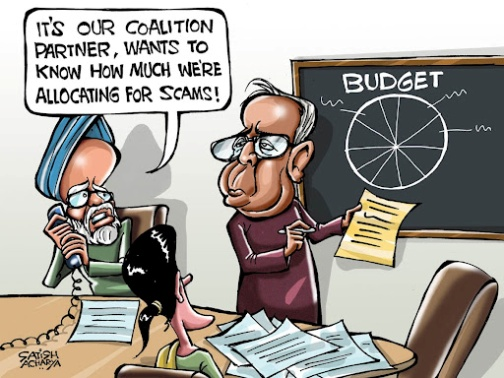 IT'S OUR COALITION
PARTNER, WANTS TO
KNOW HOW MUCH WE'RE
ALLOCATING FOR SCAMS!
BUDGET
SATISH
ACHARYA